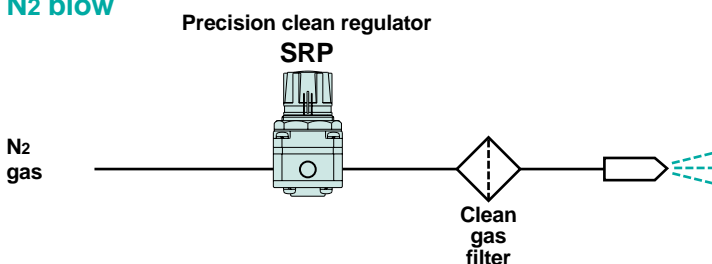 N2 blow
Precision clean regulator
SRP
N2
gas
Clean
gas
filter